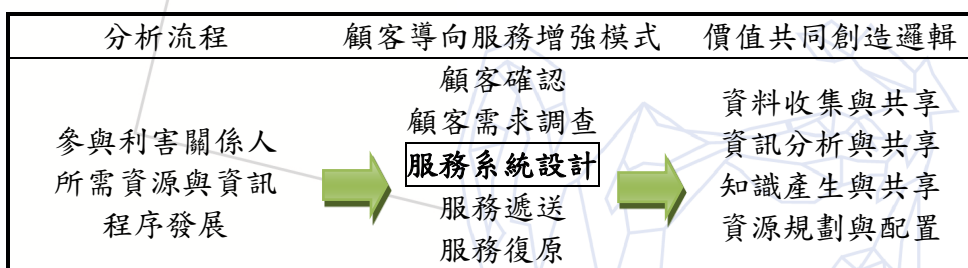 分析流程 顧客導向服務增強模式 價值共同創造邏輯
參與利害關係人
所需資源與資訊
程序發展
顧客確認
顧客需求調查
服務系統設計
服務遞送
服務復原
資料收集與共享
資訊分析與共享
知識產生與共享
資源規劃與配置